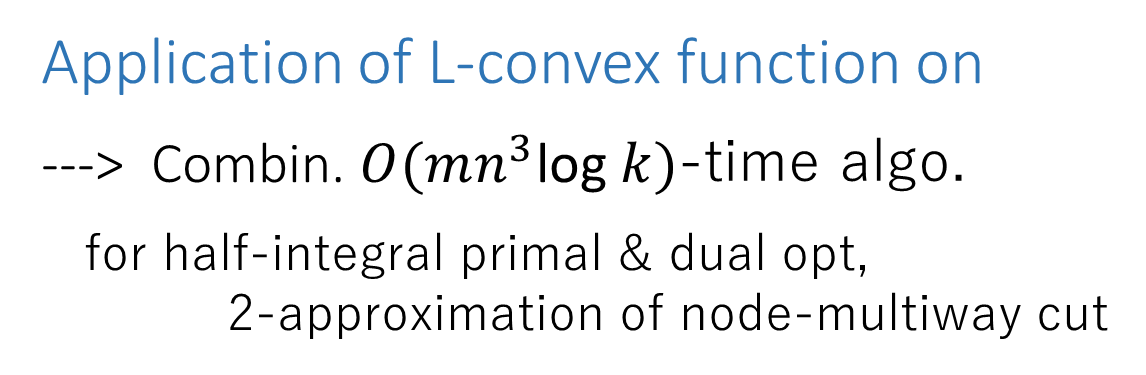 Application of L-convex function on
---> Combin. O(mn³log k)-time algo.
for half-integral primal & dual opt,
2-approximation of node-multiway cut